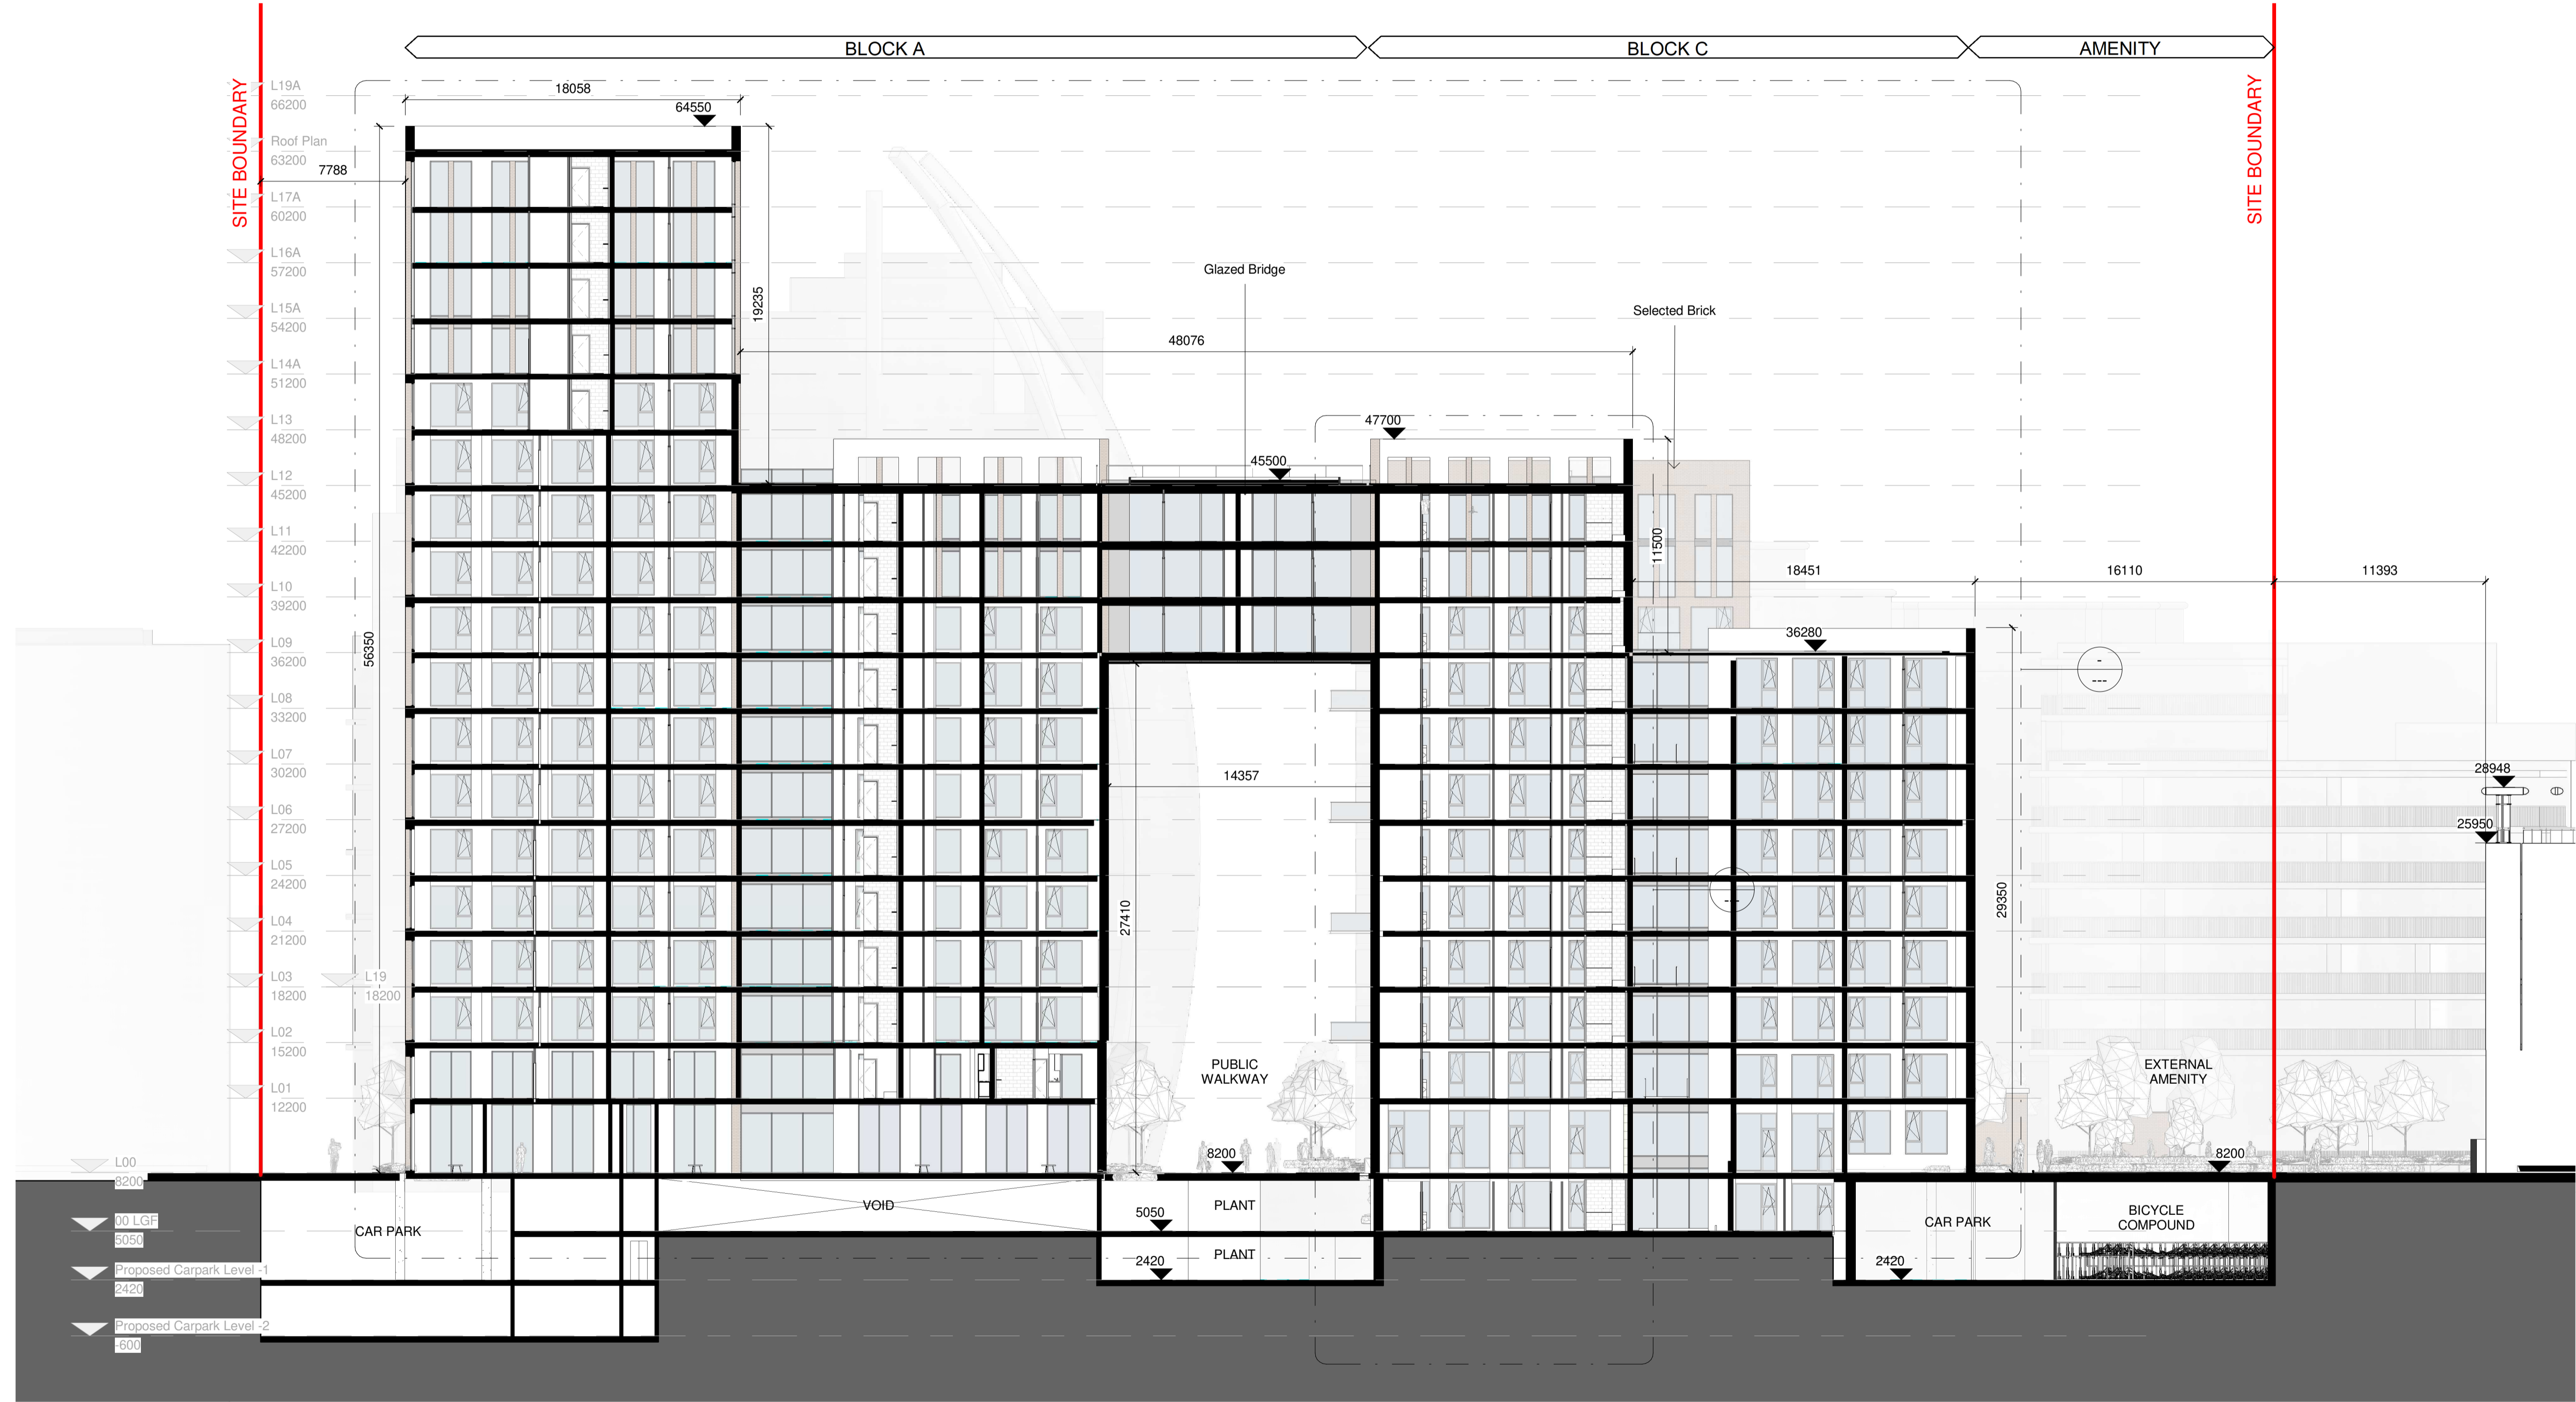 BLOCK A
BLOCK C
AMENITY
SITE BOUNDARY
SITE BOUNDARY
L19A
66200
Roof Plan
63200
L17A
60200
L16A
57200
L15A
54200
L14A
51200
L13
48200
L12
45200
L11
42200
L10
39200
L09
36200
L08
33200
L07
30200
L06
27200
L05
24200
L04
21200
L03
18200
L19
18200
L02
15200
L01
12200
L00
8200
00 LGF
5050
Proposed Carpark Level -1
2420
Proposed Carpark Level -2
-600
18058
64550
7788
19235
Glazed Bridge
Selected Brick
48076
47700
45500
11500
18451
16110
11393
56350
36280
-
---
14357
28948
25950
---
27410
29350
PUBLIC
WALKWAY
EXTERNAL
AMENITY
8200
8200
VOID
PLANT
5050
CAR PARK
CAR PARK
BICYCLE
COMPOUND
PLANT
2420
2420